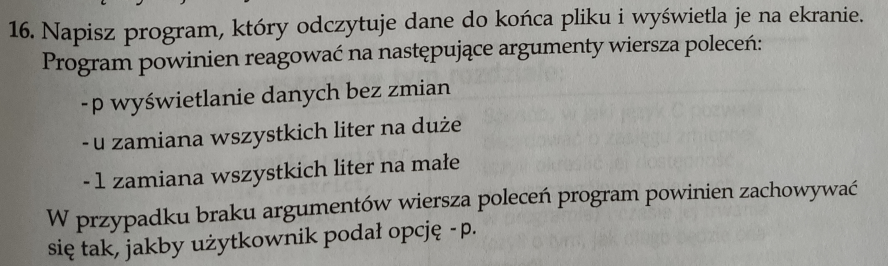 16. Napisz program, który odczytuje dane do końca pliku i wyświetla je na ekranie.
Program powinien reagować na następujące argumenty wiersza poleceń:
-p wyświetlanie danych bez zmian
-u zamiana wszystkich liter na duże
-l zamiana wszystkich liter na małe
W przypadku braku argumentów wiersza poleceń program powinien zachowywać
się tak, jakby użytkownik podał opcję -p.